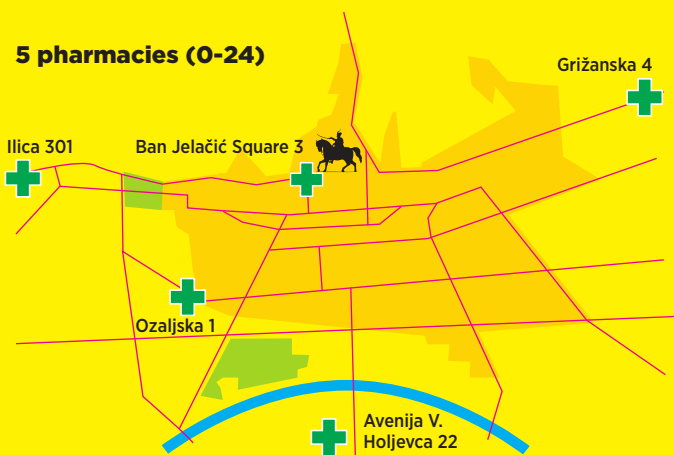 5 pharmacies (0-24)
Grižanska 4
Ilica 301
Ban Jelačić Square 3
Ozaljska 1
Avenija V.
Holjevca 22